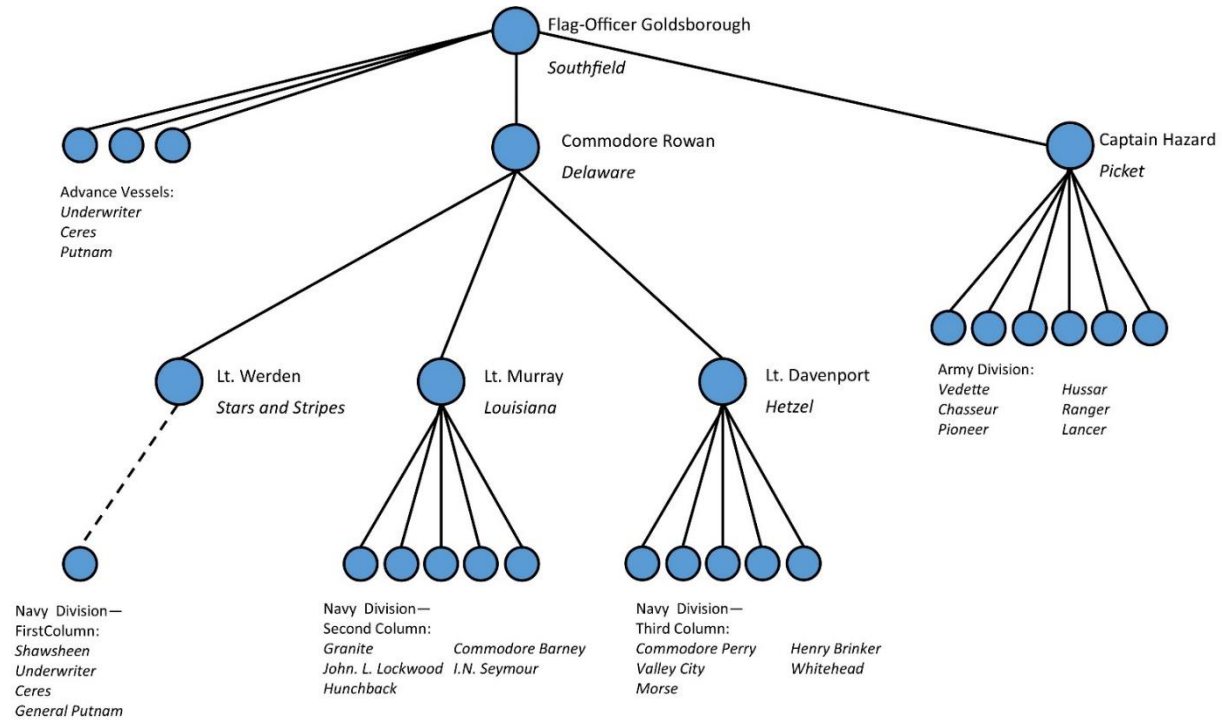 Flag-Officer Goldsborough
Southfield
Commodore Rowan
Delaware
Captain Hazard
Picket
Advance Vessels:
Underwriter
Ceres
Putnam
Lt. Werden
Stars and Stripes
Lt. Murray
Louisiana
Lt. Davenport
Hetzel
Army Division:
Vedette Hussar
Chasseur Ranger
Pioneer Lancer
Navy Division—
FirstColumn:
Shawsheen
Underwriter
Ceres
General Putnam
Navy Division—
Second Column:
Granite Commodore Barney
John. L. Lockwood I.N. Seymour
Hunchback
Navy Division—
Third Column:
Commodore Perry Henry Brinker
Valley City Whitehead
Morse